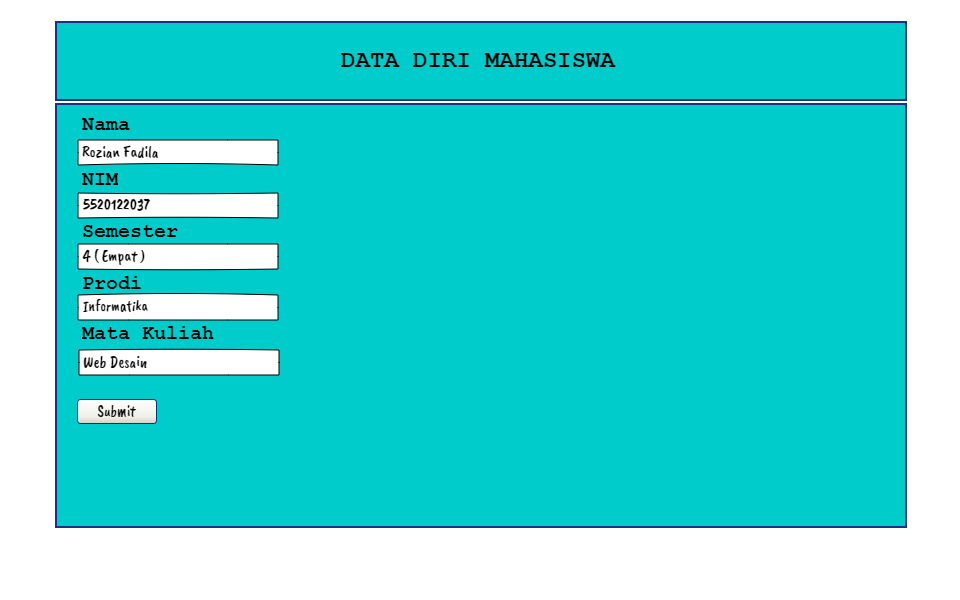 DATA DIRI MAHASISWA
Nama
Rozian Fadila
NIM
5520122037
Semester
4 ( Empat )
Prodi
Informatika
Mata Kuliah
Web Desain
Submit